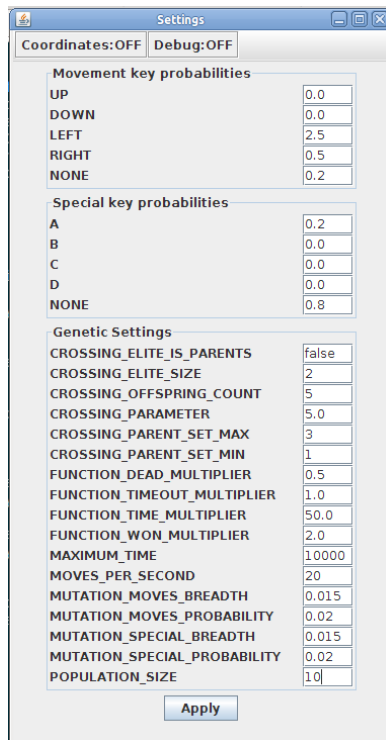 Settings
Coordinates:OFF Debug:OFF
Movement key probabilities
UP 0.0
DOWN 0.0
LEFT 2.5
RIGHT 0.5
NONE 0.2
Special key probabilities
A 0.2
B 0.0
C 0.0
D 0.0
NONE 0.8
Genetic Settings
CROSSING_ELITE_IS_PARENTS false
CROSSING_ELITE_SIZE 2
CROSSING_OFFSPRING_COUNT 5
CROSSING_PARAMETER 5.0
CROSSING_PARENT_SET_MAX 3
CROSSING_PARENT_SET_MIN 1
FUNCTION_DEAD_MULTIPLIER 0.5
FUNCTION_TIMEOUT_MULTIPLIER 1.0
FUNCTION_TIME_MULTIPLIER 50.0
FUNCTION_WON_MULTIPLIER 2.0
MAXIMUM_TIME 10000
MOVES_PER_SECOND 20
MUTATION_MOVES_BREADTH 0.015
MUTATION_MOVES_PROBABILITY 0.02
MUTATION_SPECIAL_BREADTH 0.015
MUTATION_SPECIAL_PROBABILITY 0.02
POPULATION_SIZE 10
Apply